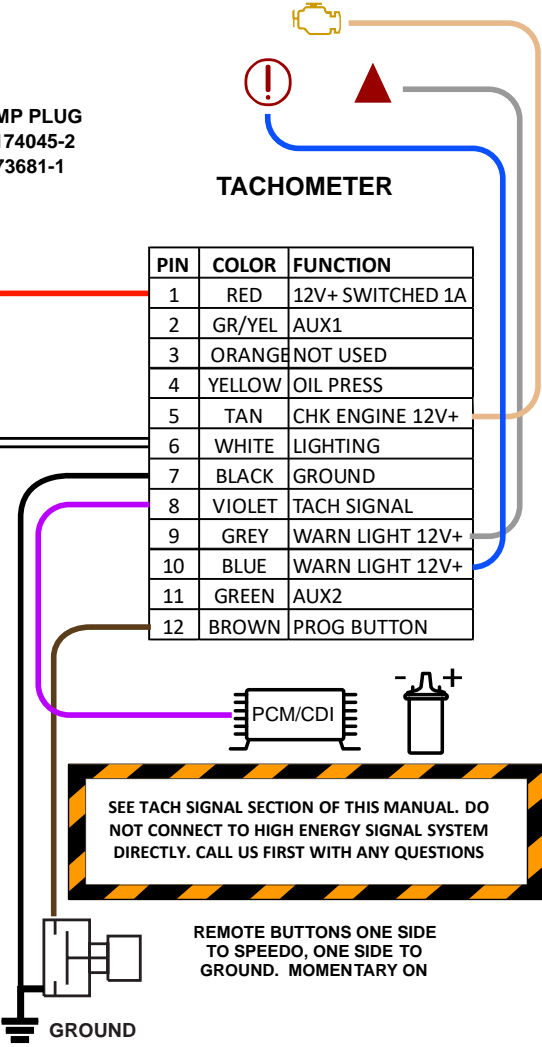 MP PLUG
174045-2
73681-1
TACHOMETER
PIN COLOR FUNCTION
1 RED 12V+ SWITCHED 1A
2 GR/YEL AUX1
3 ORANGE NOT USED
4 YELLOW OIL PRESS
5 TAN CHK ENGINE 12V+
6 WHITE LIGHTING
7 BLACK GROUND
8 VIOLET TACH SIGNAL
9 GREY WARN LIGHT 12V+
10 BLUE WARN LIGHT 12V+
11 GREEN AUX2
12 BROWN PROG BUTTON
- +
PCM/CDI
SEE TACH SIGNAL SECTION OF THIS MANUAL. DO
NOT CONNECT TO HIGH ENERGY SIGNAL SYSTEM
DIRECTLY. CALL US FIRST WITH ANY QUESTIONS
REMOTE BUTTONS ONE SIDE
TO SPEEDO, ONE SIDE TO
GROUND. MOMENTARY ON
GROUND